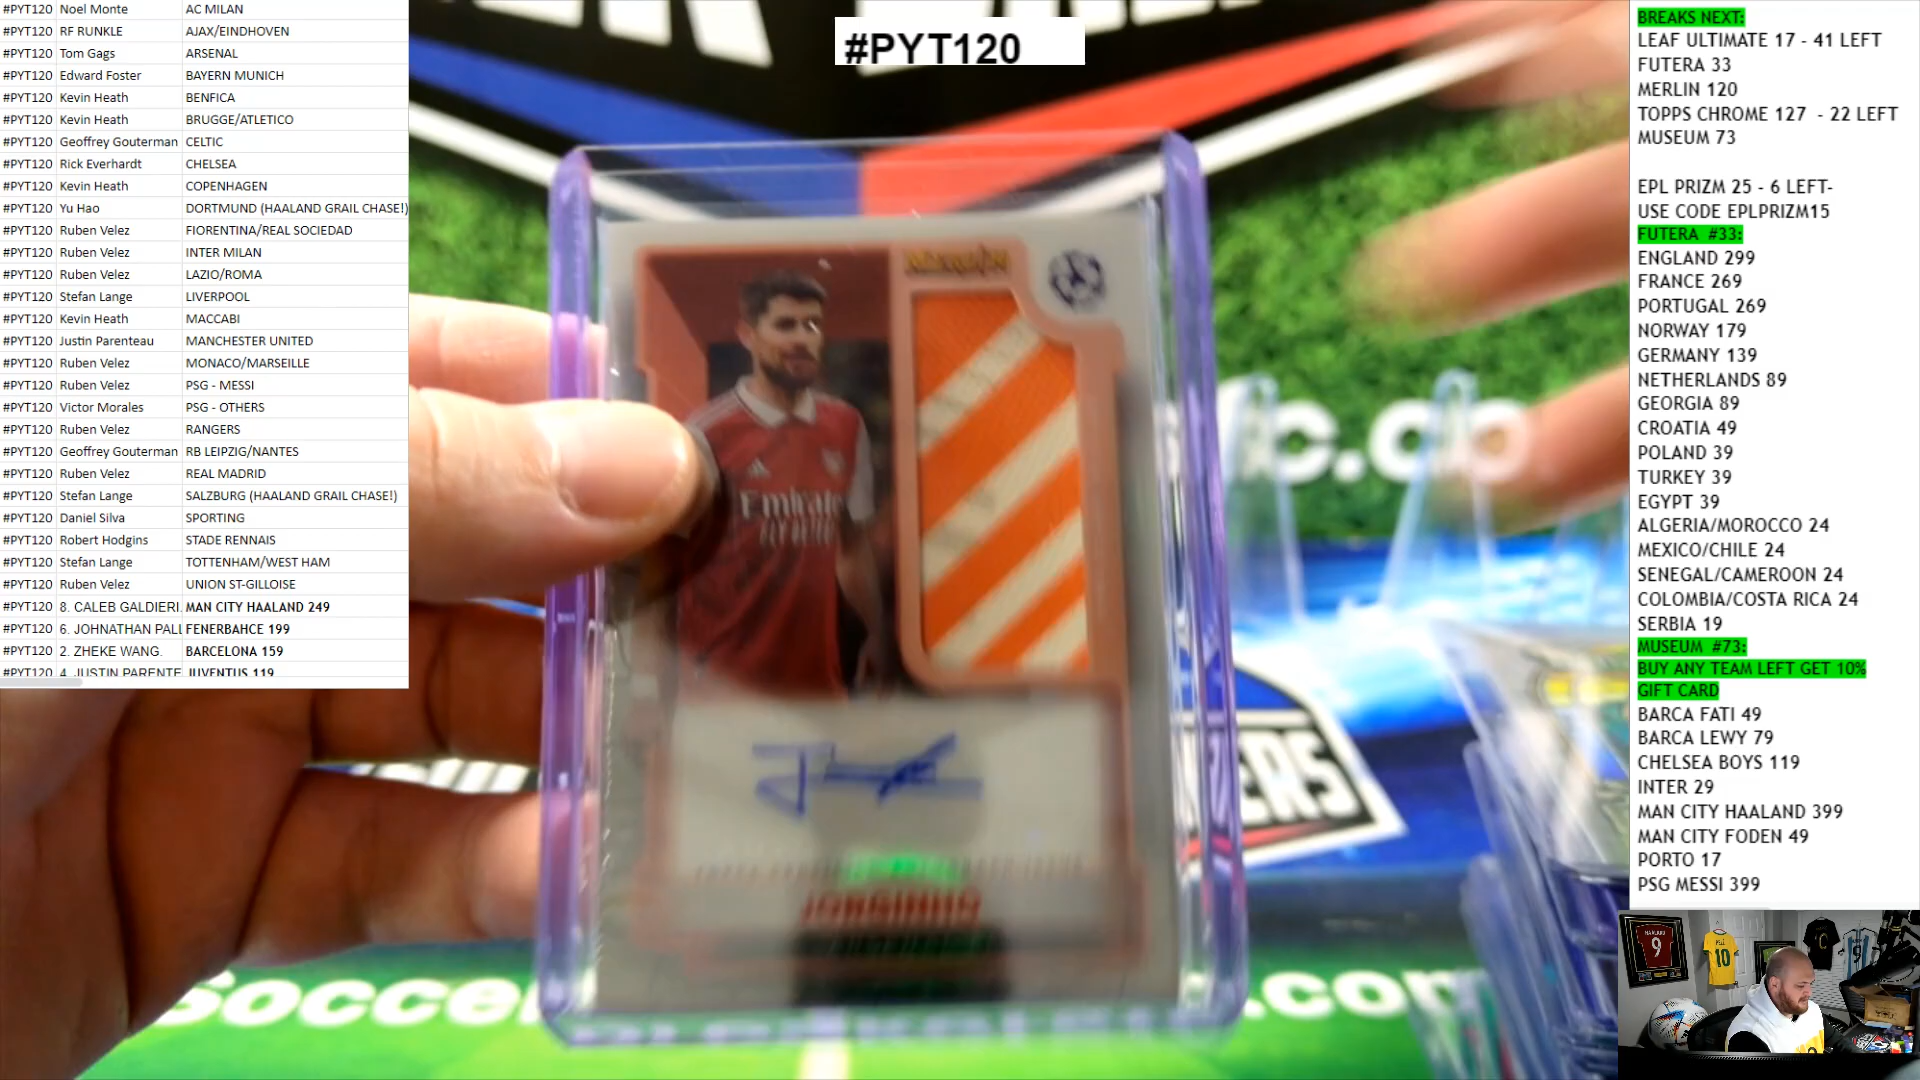 #PYT120 Noel Monte AC MILAN
#PYT120 RF RUNKLE AJAX/EINDHOVEN
#PYT120 Tom Gags ARSENAL
#PYT120 Edward Foster BAYERN MUNICH
#PYT120 Kevin Heath BENFICA
#PYT120 Kevin Heath BRUGGE/ATLETICO
#PYT120 Geoffrey Gouterman CELTIC
#PYT120 Rick Everhardt CHELSEA
#PYT120 Kevin Heath COPENHAGEN
#PYT120 Yu Hao DORTMUND (HAALAND GRAIL CHASE!)
#PYT120 Ruben Velez FIORENTINA/REAL SOCIEDAD
#PYT120 Ruben Velez INTER MILAN
#PYT120 Ruben Velez LAZIO/ROMA
#PYT120 Stefan Lange LIVERPOOL
#PYT120 Kevin Heath MACCABI
#PYT120 Justin Parenteau MANCHESTER UNITED
#PYT120 Ruben Velez MONACO/MARSEILLE
#PYT120 Ruben Velez PSG - MESSI
#PYT120 Victor Morales PSG - OTHERS
#PYT120 Ruben Velez RANGERS
#PYT120 Geoffrey Gouterman RB LEIPZIG/NANTES
#PYT120 Ruben Velez REAL MADRID
#PYT120 Stefan Lange SALZBURG (HAALAND GRAIL CHASE!)
#PYT120 Daniel Silva SPORTING
#PYT120 Robert Hodgins STADE RENNAIS
#PYT120 Stefan Lange TOTTENHAM/WEST HAM
#PYT120 Ruben Velez UNION ST-GILLOISE
#PYT120 8. CALEB GALDIERI. MAN CITY HAALAND 249
#PYT120 6. JOHNATHAN PALL FENERBAHCE 199
#PYT120 2. ZHEKE WANG. BARCELONA 159
#PYT120 4. JUSTIN PARENTE JUVENTUS 119
#PYT120
MERLIN
Emirate
JORGINHO
c.co
Soccer
.com
BREAKS NEXT:
LEAF ULTIMATE 17 - 41 LEFT
FUTERA 33
MERLIN 120
TOPPS CHROME 127 - 22 LEFT
MUSEUM 73
EPL PRIZM 25 - 6 LEFT-
USE CODE EPLPRIZM15
FUTERA #33:
ENGLAND 299
FRANCE 269
PORTUGAL 269
NORWAY 179
GERMANY 139
NETHERLANDS 89
GEORGIA 89
CROATIA 49
POLAND 39
TURKEY 39
EGYPT 39
ALGERIA/MOROCCO 24
MEXICO/CHILE 24
SENEGAL/CAMEROON 24
COLOMBIA/COSTA RICA 24
SERBIA 19
MUSEUM #73:
BUY ANY TEAM LEFT GET 10%
GIFT CARD
BARCA FATI 49
BARCA LEWY 79
CHELSEA BOYS 119
INTER 29
MAN CITY HAALAND 399
MAN CITY FODEN 49
PORTO 17
PSG MESSI 399
9
10